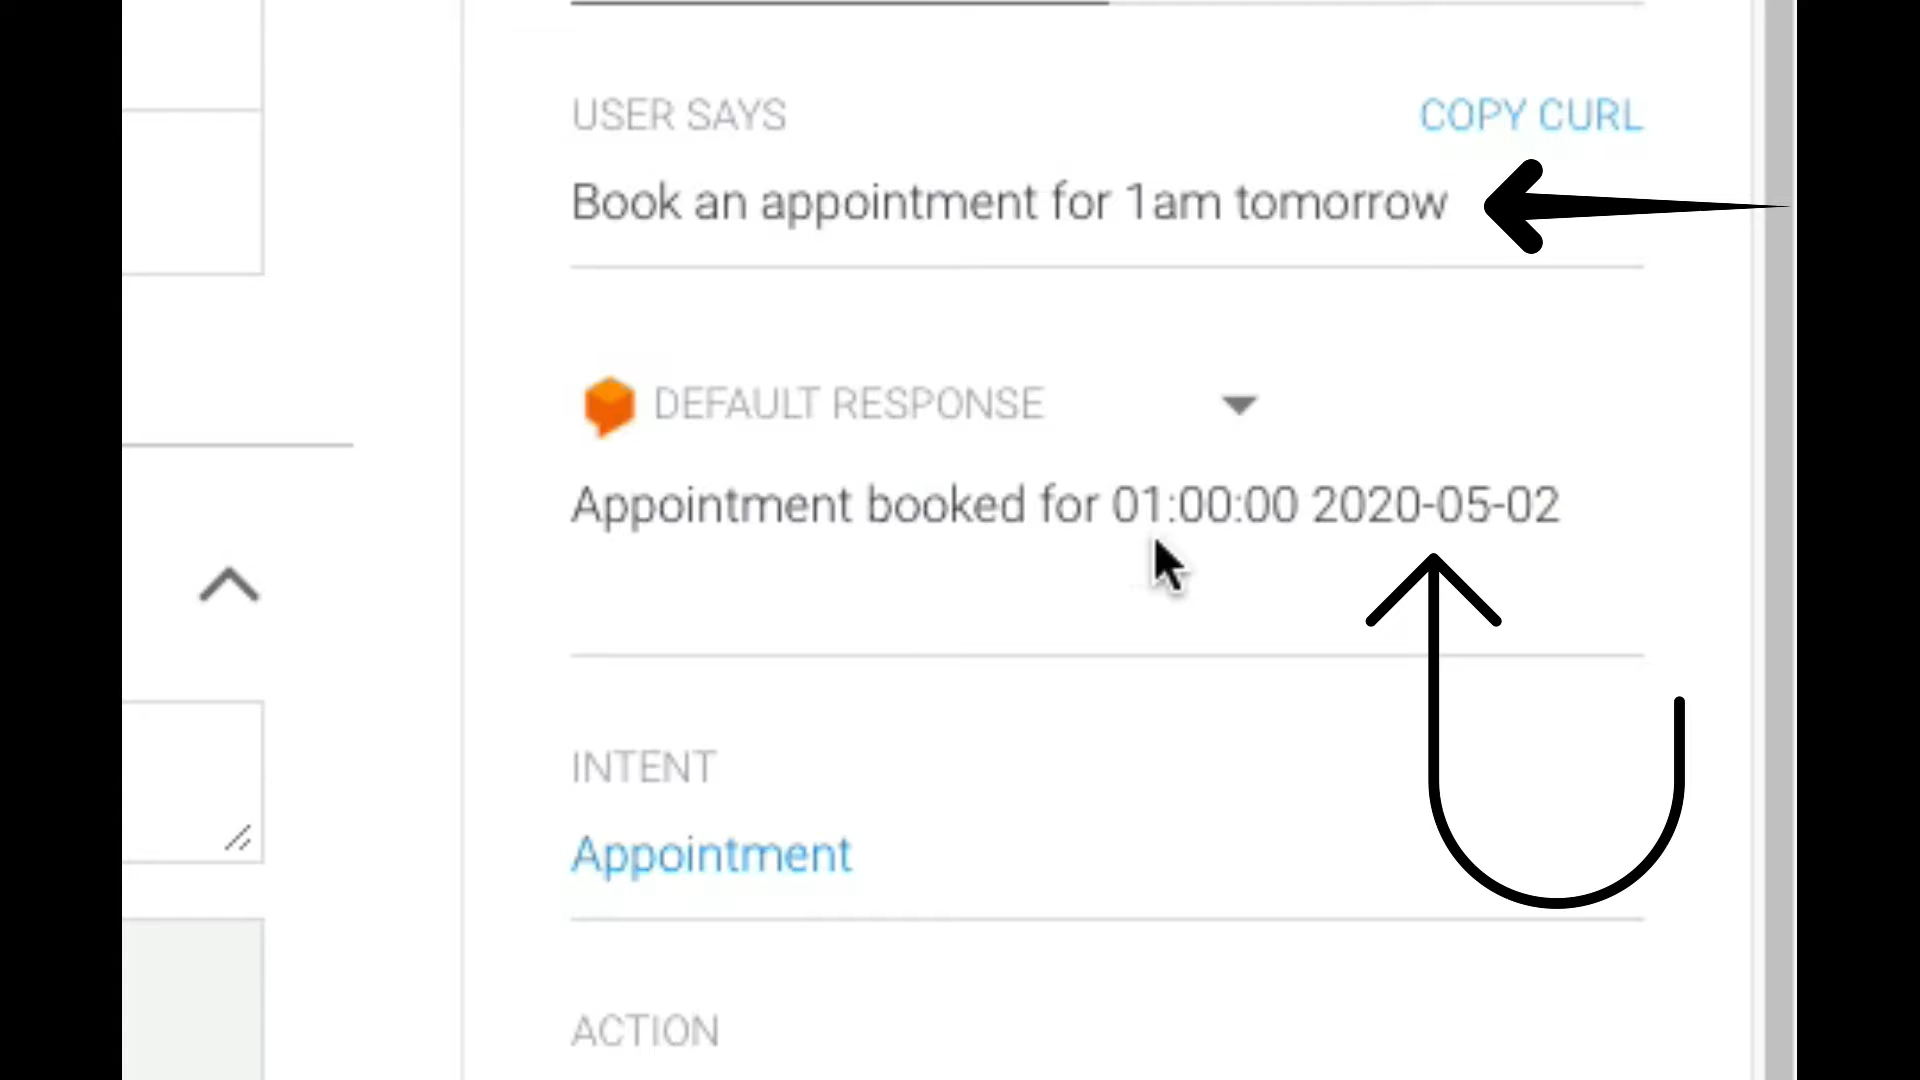 USER SAYS
COPY CURL
Book an appointment for 1am tomorrow
DEFAULT RESPONSE
Appointment booked for 01:00:00 2020-05-02
INTENT
Appointment
ACTION